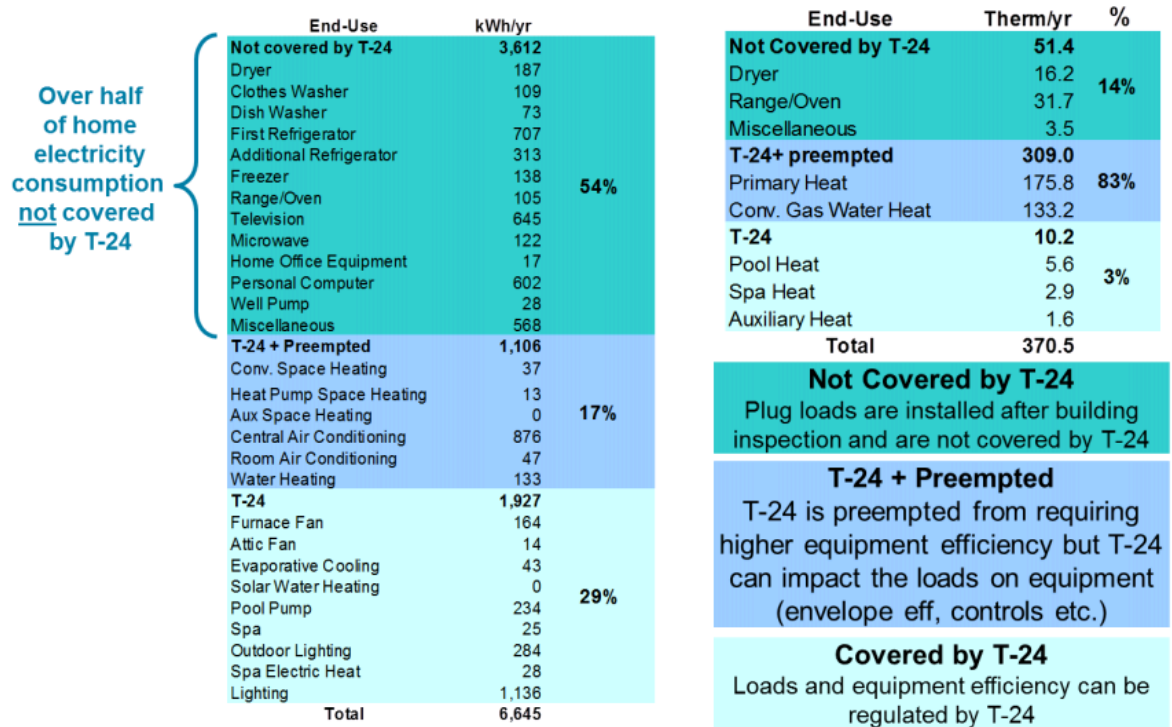 Over half
of home
electricity
consumption
not covered
by T-24
End-Use kWh/yr
Not covered by T-24 3,612
Dryer 187
Clothes Washer 109
Dish Washer 73
First Refrigerator 707
Additional Refrigerator 313
Freezer 138
54%
Range/Oven 105
Television 645
Microwave 122
Home Office Equipment 17
Personal Computer 602
Well Pump 28
Miscellaneous 568
T-24 + Preempted 1,106
Conv. Space Heating 37
Heat Pump Space Heating 13
Aux Space Heating 0 17%
Central Air Conditioning 876
Room Air Conditioning 47
Water Heating 133
T-24 1,927
Furnace Fan 164
Attic Fan 14
Evaporative Cooling 43
Solar Water Heating 0 29%
Pool Pump 234
Spa 25
Outdoor Lighting 284
Spa Electric Heat 28
Lighting 1,136
Total 6,645
End-Use Therm/yr %
Not Covered by T-24 51.4
Dryer 16.2
14%
Range/Oven 31.7
Miscellaneous 3.5
T-24+ preempted 309.0
Primary Heat 175.8 83%
Conv. Gas Water Heat 133.2
T-24 10.2
Pool Heat 5.6
3%
Spa Heat 2.9
Auxiliary Heat 1.6
Total 370.5
Not Covered by T-24
Plug loads are installed after building
inspection and are not covered by T-24
T-24 + Preempted
T-24 is preempted from requiring
higher equipment efficiency but T-24
can impact the loads on equipment
(envelope eff, controls etc.)
Covered by T-24
Loads and equipment efficiency can be
regulated by T-24